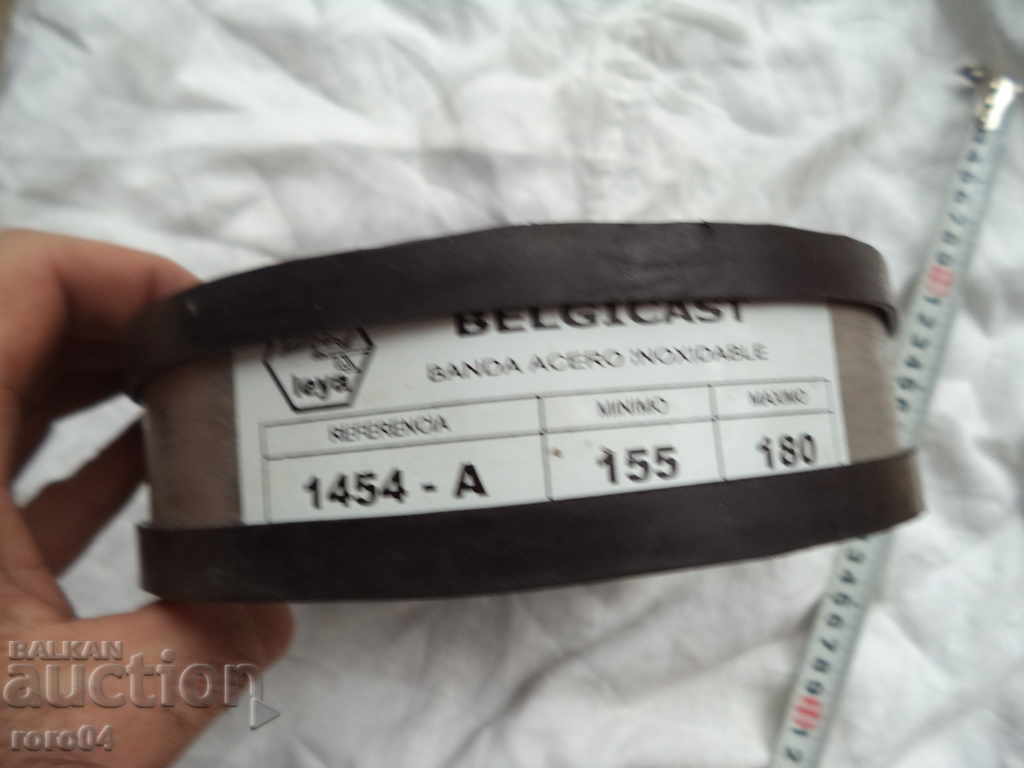 BELGICAST
leya
BANDA ACERO INOXIDABLE
REFERENCIA MINIMO MAXIMO
1454 - A 155 180
BALKAN
auction
roro04